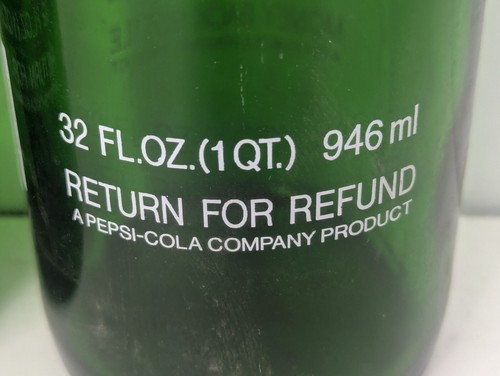 32 FL.OZ.(1QT.) 946 ml
RETURN FOR REFUND
A PEPSI-COLA COMPANY PRODUCT